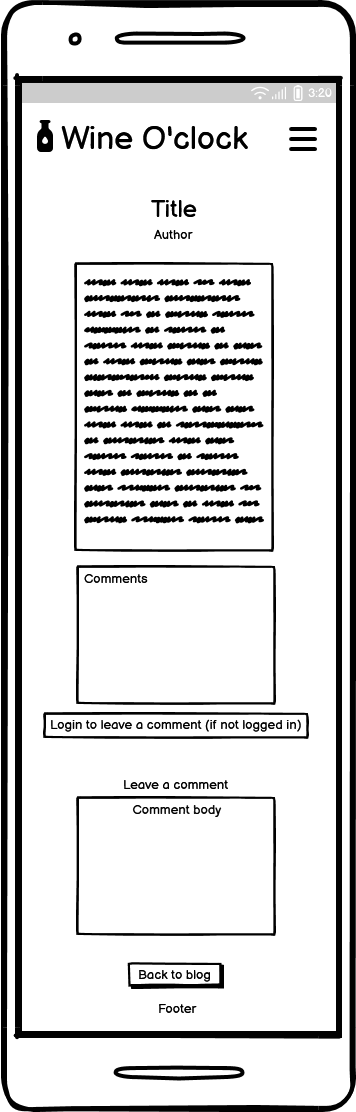 3:20
Wine O'clock
Title
Author
Comments
Login to leave a comment (if not logged in)
Leave a comment
Comment body
Back to blog
Footer